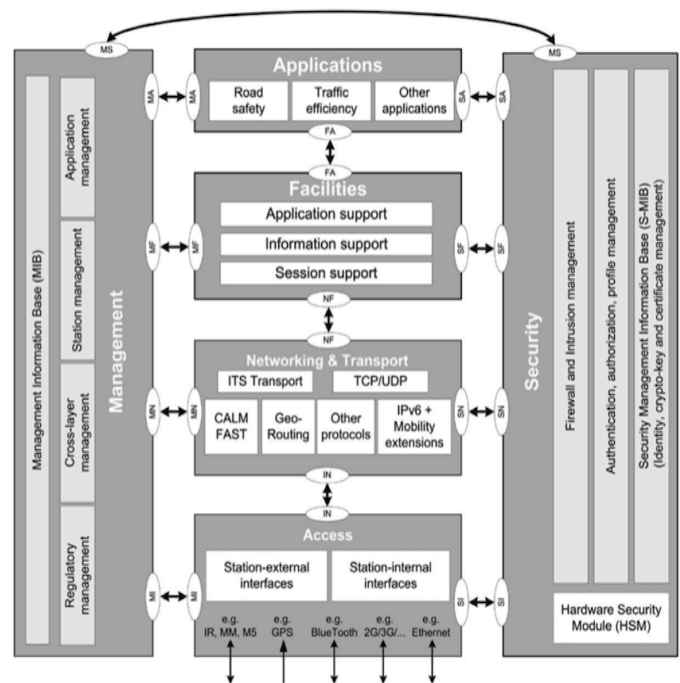 MS
MS
Management Information Base (MIB)
Application
management
Station management
Cross-layer
management
Regulatory
management
Management
MA
MA
MF
MF
MN
MN
MI
MI
Applications
Road
safety
Traffic
efficiency
Other
applications
FA
FA
Facilities
Application support
Information support
Session support
NF
NF
Networking & Transport
ITS Transport
TCP/UDP
CALM
FAST
Geo-
Routing
Other
protocols
IPv6 +
Mobility
extensions
IN
IN
Access
Station-external
interfaces
Station-internal
interfaces
e.g.
IR, MM, M5
e.g.
GPS
e.g.
BlueTooth
e.g.
2G/3G/...
e.g.
Ethernet
SA
SA
SF
SF
SN
SN
SI
SI
Security
Firewall and Intrusion management
Authentication, authorization, profile management
Security Management Information Base (S-MIB)
(Identity, crypto-key and certificate management)
Hardware Security
Module (HSM)